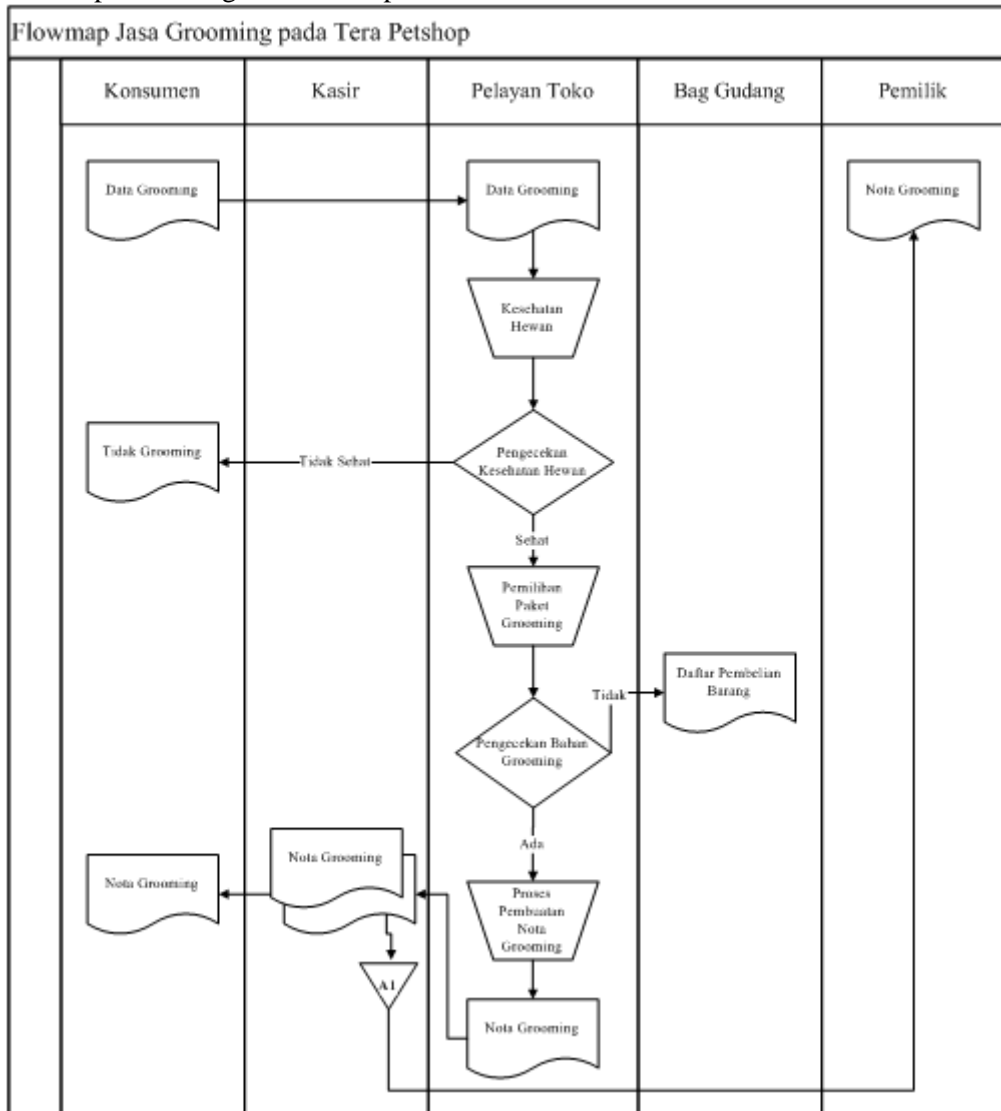 Flowmap Jasa Grooming pada Tera Petshop
Konsumen
Kasir
Pelayan Toko
Bag Gudang
Pemilik
Data Grooming
Data Grooming
Nota Grooming
Kesehatan
Hewan
Tidak Grooming
Tidak Sehat
Pengecekan
Kesehatan Hewan
Sehat
Pemilihan
Paket
Grooming
Daftar Pembelian
Barang
Tidak
Pengecekan Bahan
Grooming
Ada
Nota Grooming
Nota Grooming
Proses
Pembuatan
Nota
Grooming
A1
Nota Grooming